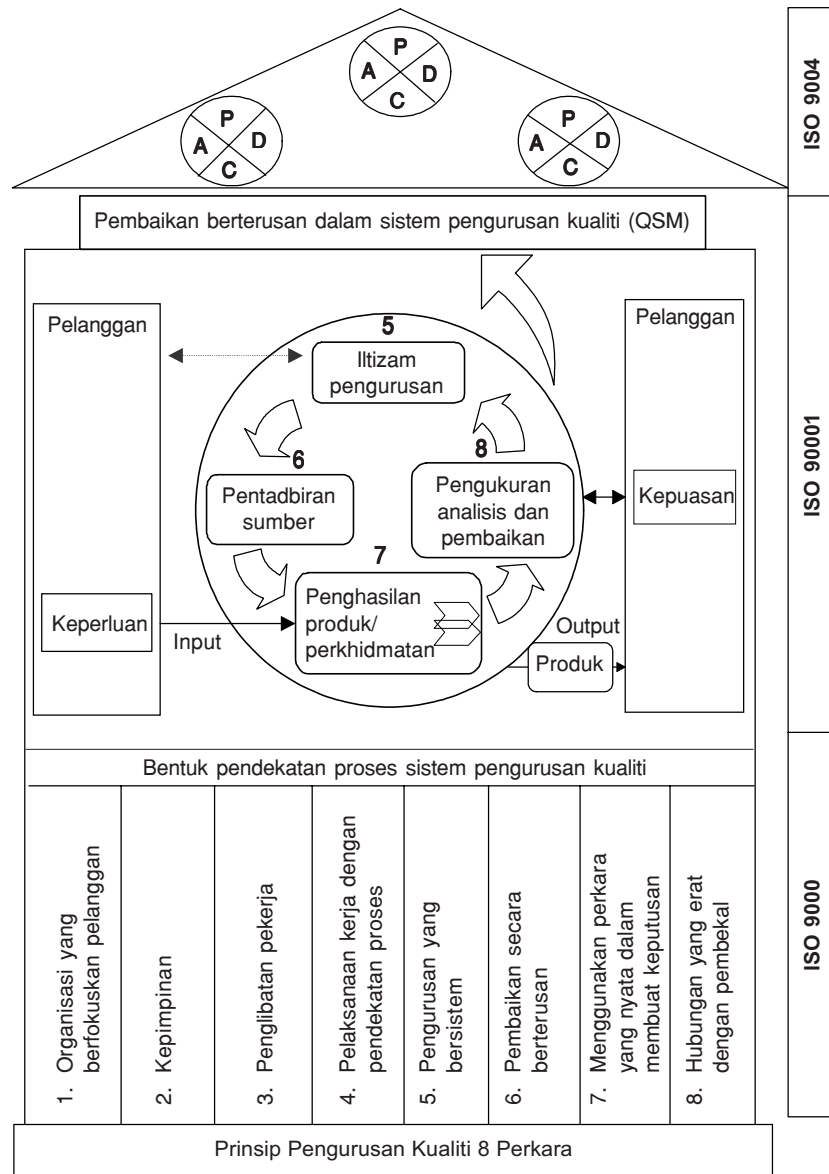 P
A D
C
P
A D
C
P
A D
C
ISO 9004
Pembaikan berterusan dalam sistem pengurusan kualiti (QSM)
Pelanggan
5
Iltizam
pengurusan
6
Pentadbiran
sumber
8
Pengukuran
analisis dan
pembaikan
7
Penghasilan
produk/
perkhidmatan
Keperluan
Input
Output
Produk
Pelanggan
Kepuasan
ISO 90001
Bentuk pendekatan proses sistem pengurusan kualiti
1. Organisasi yang
berfokuskan pelanggan
2. Kepimpinan
3. Penglibatan pekerja
4. Pelaksanaan kerja dengan
pendekatan proses
5. Pengurusan yang
bersistem
6. Pembaikan secara
berterusan
7. Menggunakan perkara
yang nyata dalam
membuat keputusan
8. Hubungan yang erat
dengan pembekal
ISO 9000
Prinsip Pengurusan Kualiti 8 Perkara